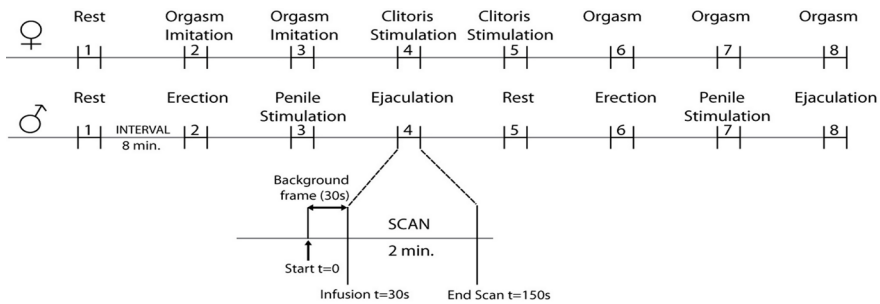 Rest Orgasm Imitation Orgasm Imitation Clitoris Stimulation Clitoris Stimulation Orgasm Orgasm Orgasm
1 2 3 4 5 6 7 8
Rest Erection Penile Stimulation Ejaculation Rest Erection Penile Stimulation Ejaculation
1 INTERVAL 8 min. 2 3 4 5 6 7 8
Background
frame (30s)
SCAN
2 min.
Start t=0
Infusion t=30s End Scan t=150s